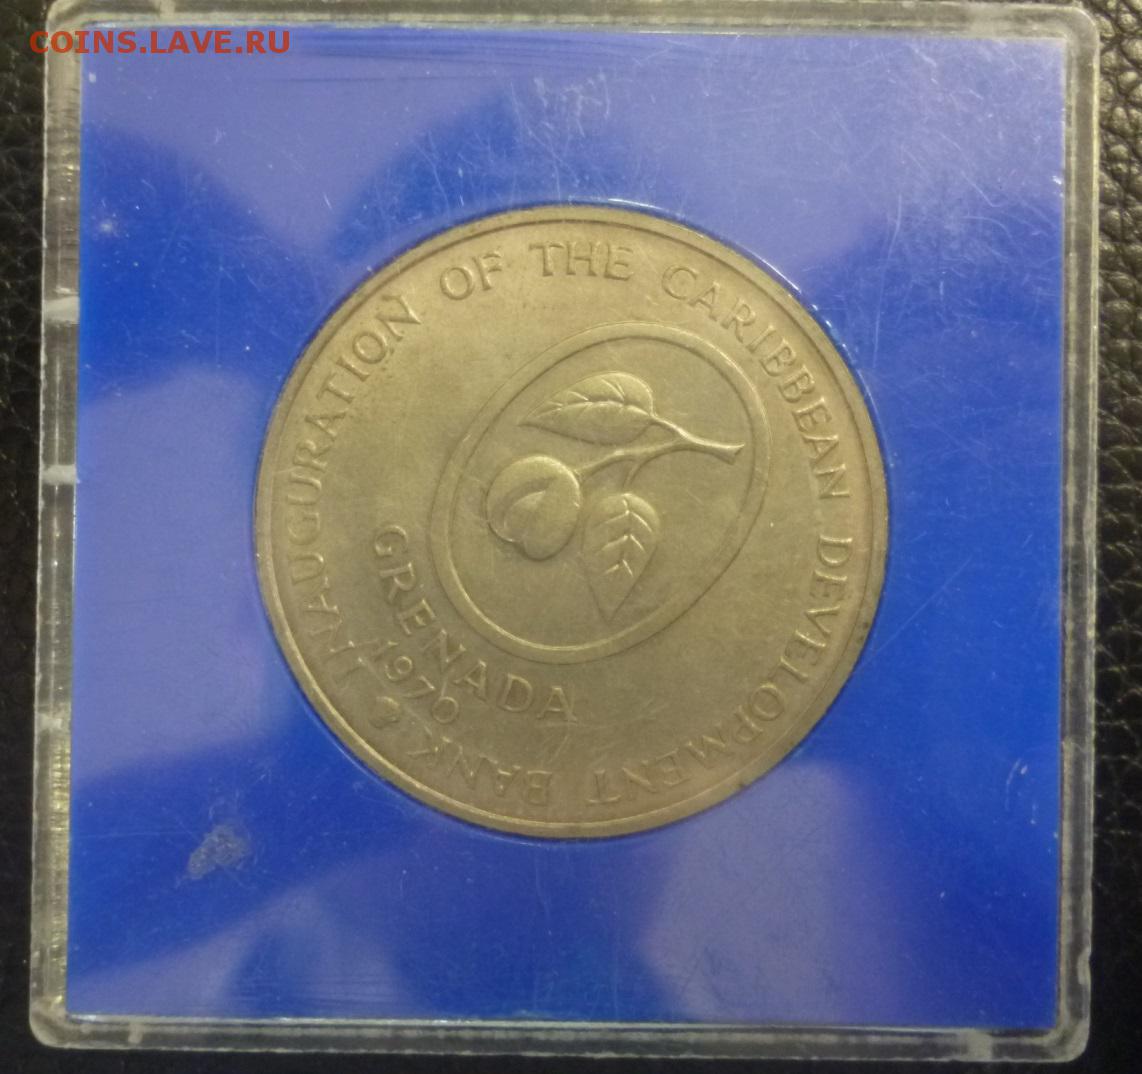 COINS.LAVE.RU
INAUGURATION OF THE CARIBBEAN DEVELOPMENT BANK
GRENADA
1970